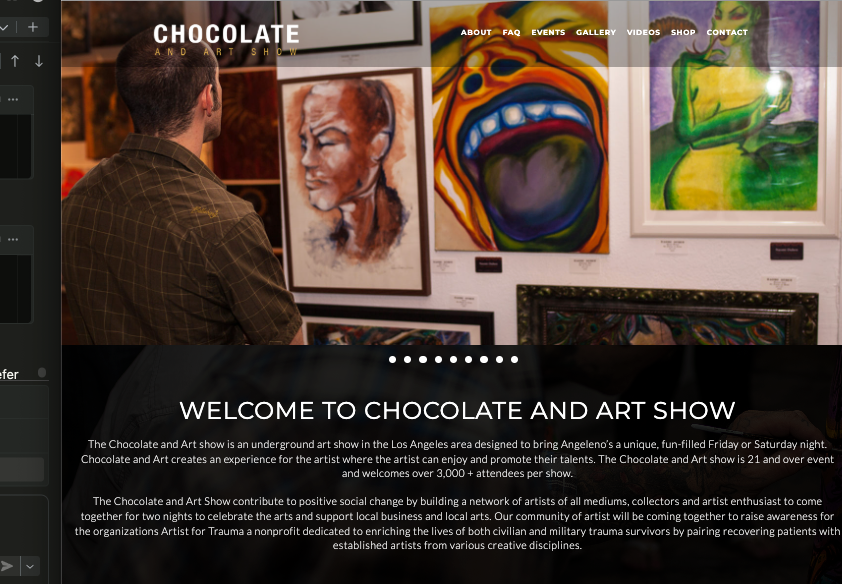 CHOCOLATE
AND ART SHOW
ABOUT FAQ EVENTS GALLERY VIDEOS SHOP CONTACT
efer
WELCOME TO CHOCOLATE AND ART SHOW
The Chocolate and Art show is an underground art show in the Los Angeles area designed to bring Angeleno's a unique, fun-filled Friday or Saturday night.
Chocolate and Art creates an experience for the artist where the artist can enjoy and promote their talents. The Chocolate and Art show is 21 and over event
and welcomes over 3,000 + attendees per show.
The Chocolate and Art Show contribute to positive social change by building a network of artists of all mediums, collectors and artist enthusiast to come
together for two nights to celebrate the arts and support local business and local arts. Our community of artist will be coming together to raise awareness for
the organizations Artist for Trauma a nonprofit dedicated to enriching the lives of both civilian and military trauma survivors by pairing recovering patients with
established artists from various creative disciplines.